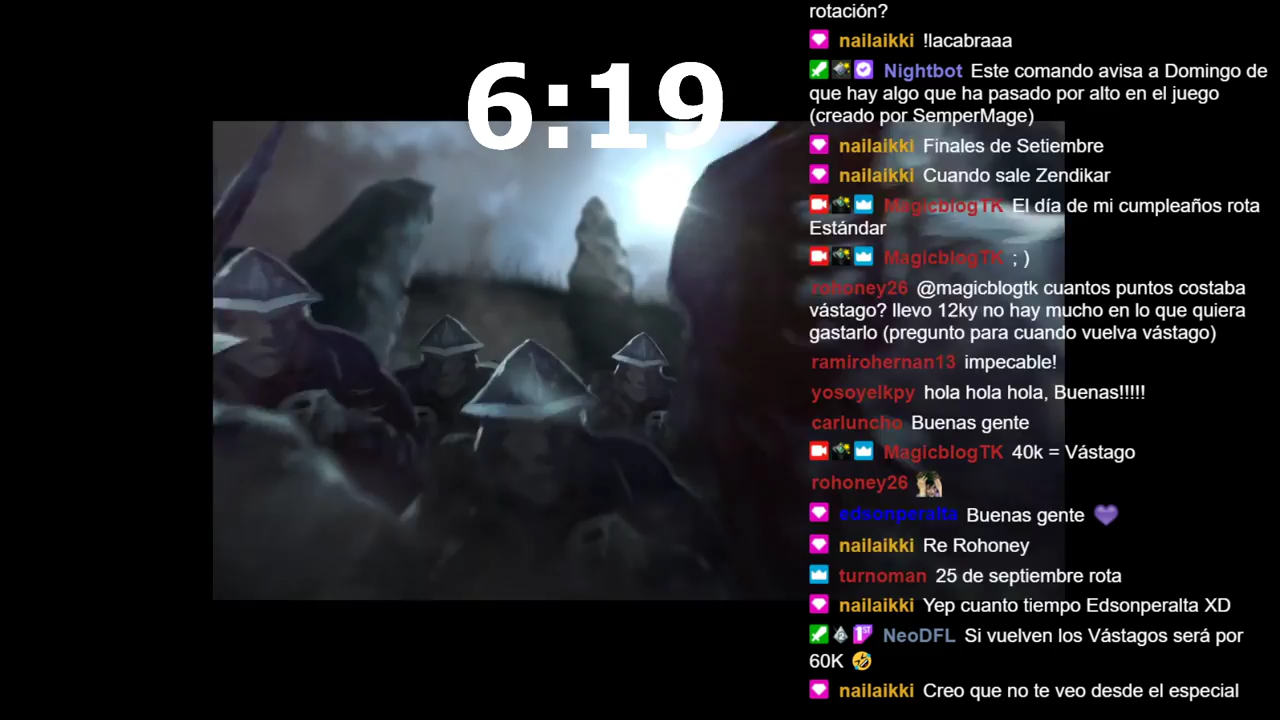 rotación?
nailaikki !lacabraaa
6:19
Nightbot Este comando avisa a Domingo de
que hay algo que ha pasado por alto en el juego
(creado por SemperMage)
nailaikki Finales de Setiembre
nailaikki Cuando sale Zendikar
MagicblogTK El día de mi cumpleaños rota
Estándar
MagicblogTK ; )
rohoney26 @magicblogtk cuantos puntos costaba
vástago? llevo 12ky no hay mucho en lo que quiera
gastarlo (pregunto para cuando vuelva vástago)
ramirohernan13 impecable!
yosoyelkpy hola hola hola, Buenas!!!!!
carluncho Buenas gente
MagicblogTK 40k = Vástago
rohoney26
edsonperalta Buenas gente 💜
nailaikki Re Rohoney
turnoman 25 de septiembre rota
nailaikki Yep cuanto tiempo Edsonperalta XD
1ST NeoDFL Si vuelven los Vástagos será por
60K 🤣
nailaikki Creo que no te veo desde el especial